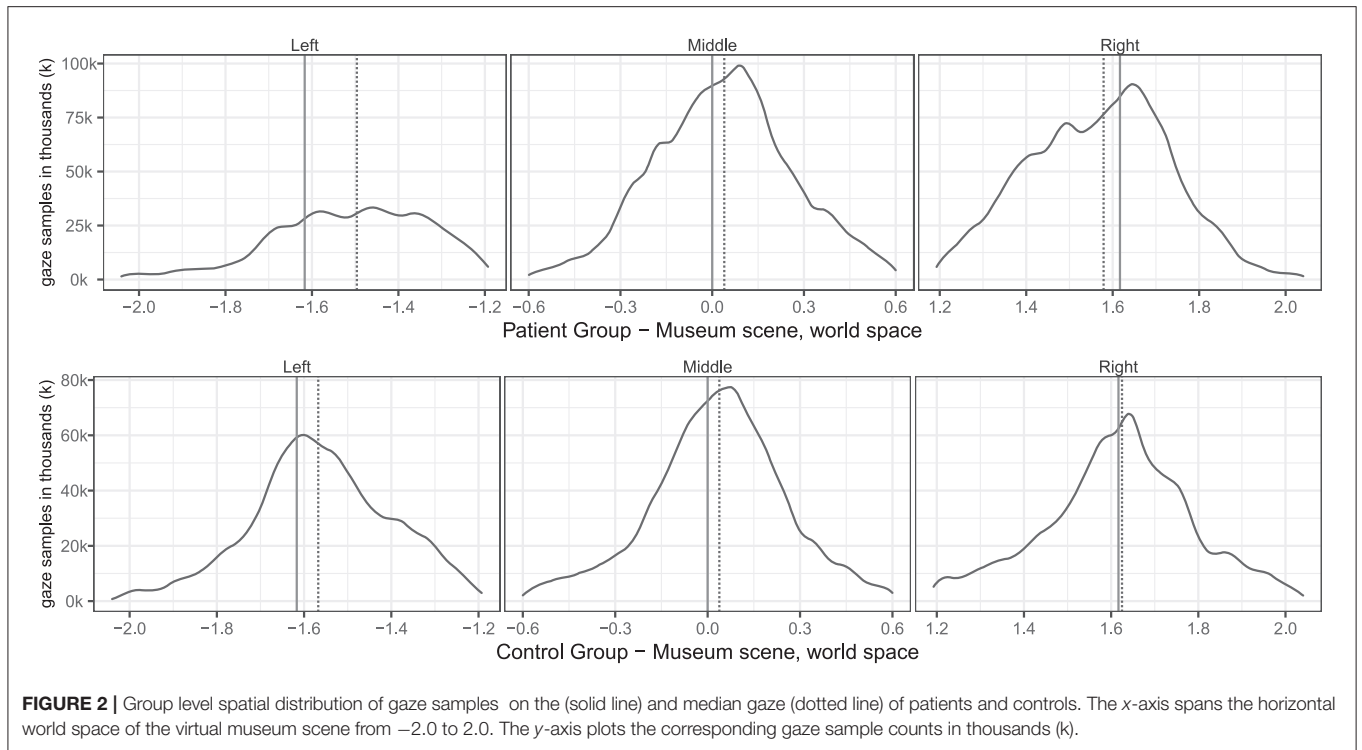 Left Middle Right
100k
75k
50k
25k
0k
gaze samples in thousands (k)
−2.0 −1.8 −1.6 −1.4 −1.2 −0.6 −0.3 0.0 0.3 0.6 1.2 1.4 1.6 1.8 2.0
Patient Group − Museum scene, world space
Left Middle Right
80k
60k
40k
20k
0k
gaze samples in thousands (k)
−2.0 −1.8 −1.6 −1.4 −1.2 −0.6 −0.3 0.0 0.3 0.6 1.2 1.4 1.6 1.8 2.0
Control Group − Museum scene, world space
FIGURE 2 | Group level spatial distribution of gaze samples on the (solid line) and median gaze (dotted line) of patients and controls. The x-axis spans the horizontal
world space of the virtual museum scene from −2.0 to 2.0. The y-axis plots the corresponding gaze sample counts in thousands (k).